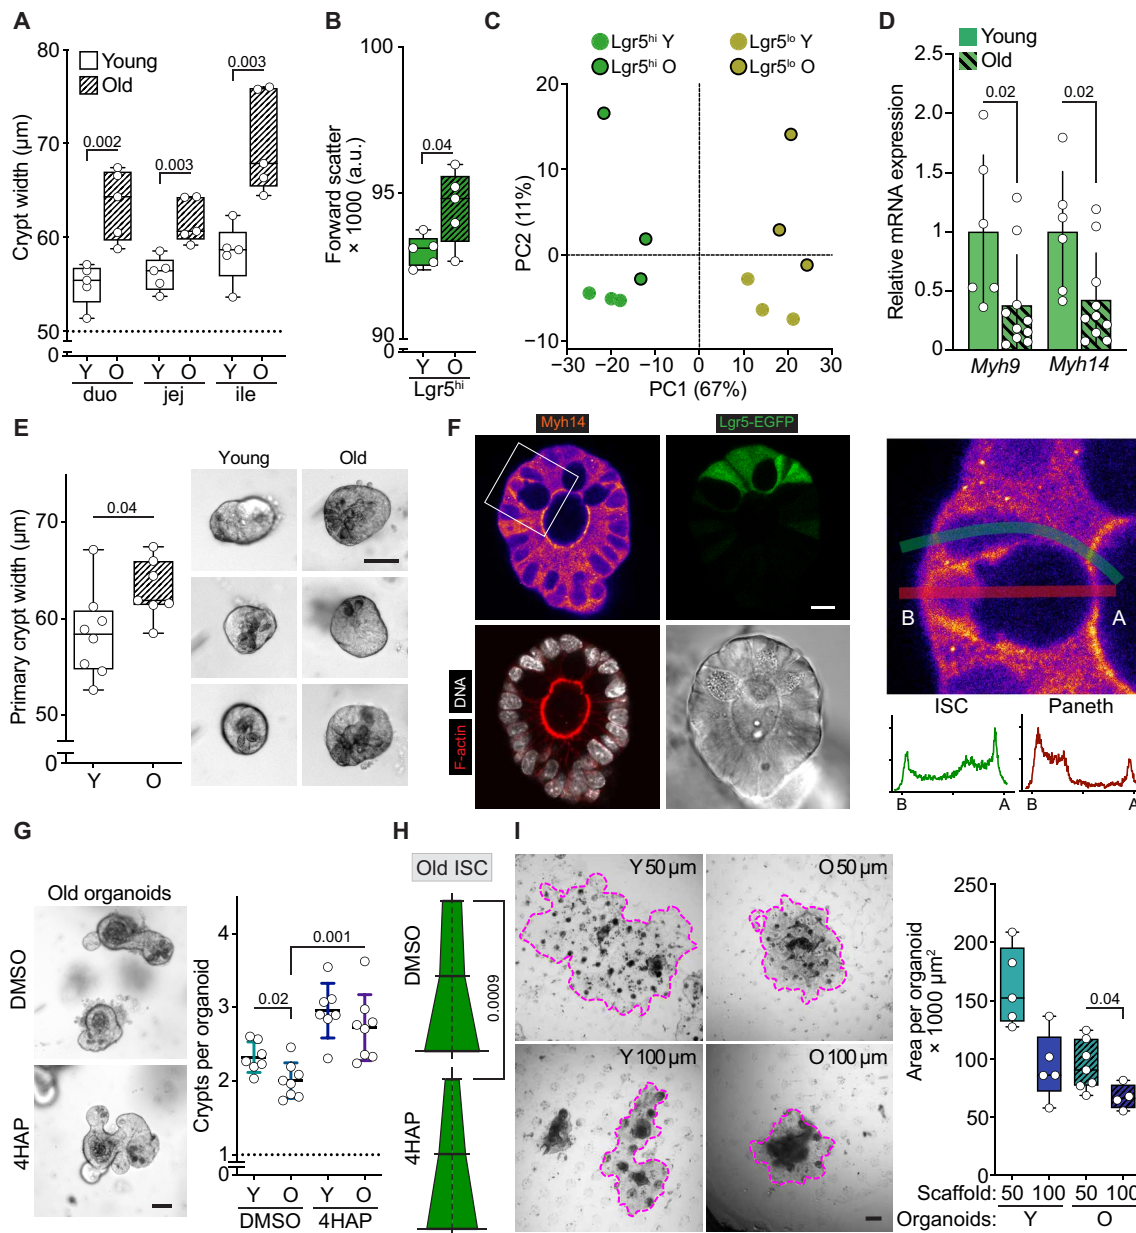 A
Crypt width (µm)
80
70
60
50
0
Young
Old
0.002
0.003
0.003
Y O Y O Y O
duo jej ile
B
Forward scatter
× 1000 (a.u.)
100
95
90
0
0.04
Y O
Lgr5hi
C
Lgr5hi Y
Lgr5lo Y
Lgr5hi O
Lgr5lo O
PC2 (11%)
20
10
0
−10
−30 −20 −10 0 10 20 30
PC1 (67%)
D
Young
Old
Relative mRNA expression
2.5
2
1.5
1
0.5
0
0.02
0.02
Myh9 Myh14
E
Primary crypt width (µm)
70
60
50
0
0.04
Y O
Young Old
F
Myh14
Lgr5-EGFP
F-actin DNA
B A
ISC Paneth
B A B A
G
Old organoids
DMSO
4HAP
Crypts per organoid
4
3
2
1
0
0.02
0.001
Y O Y O
DMSO 4HAP
H
Old ISC
DMSO
4HAP
0.0009
I
Y 50 µm
O 50 µm
Y 100 µm
O 100 µm
Area per organoid
× 1000 µm²
250
200
150
100
50
0
0.04
Scaffold: 50 100 50 100
Organoids: Y O